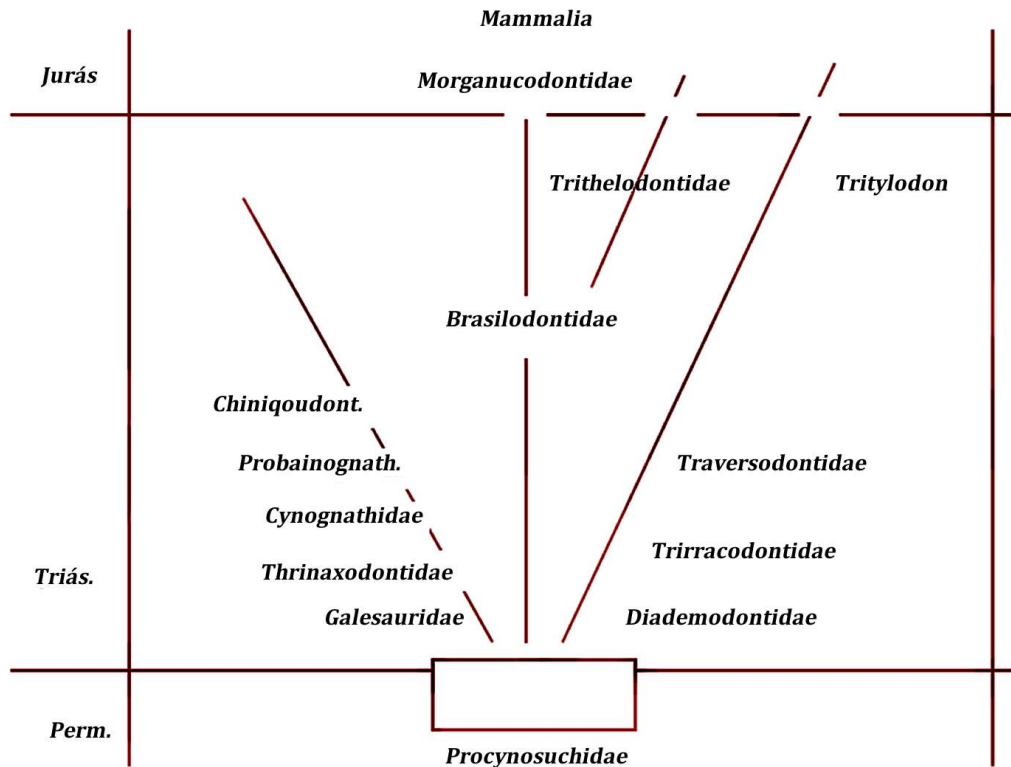 Mammalia
Jurás
Morganucodontidae
Trithelodontidae
Tritylodon
Brasilodontidae
Chiniqoudont.
Probainognath.
Traversodontidae
Cynognathidae
Trirracodontidae
Thrinaxodontidae
Triás.
Galesauridae
Diademodontidae
Perm.
Procynosuchidae